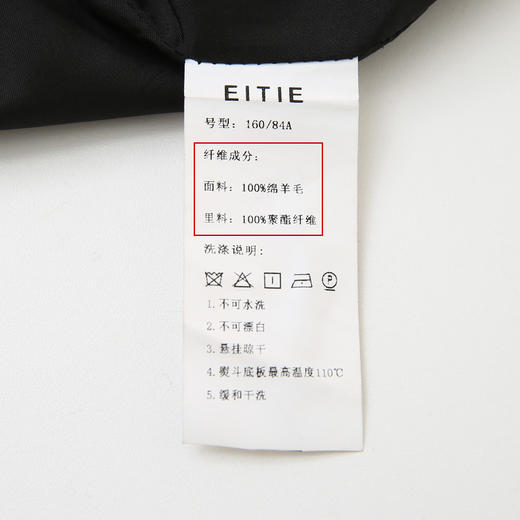 EITIE
号型: 160/84A
纤维成分:
面料: 100%绵羊毛
里料: 100%聚酯纤维
洗涤说明:
P
1.不可水洗
2.不可漂白
3.悬挂晾干
4.熨斗底板最高温度110℃
5.缓和干洗